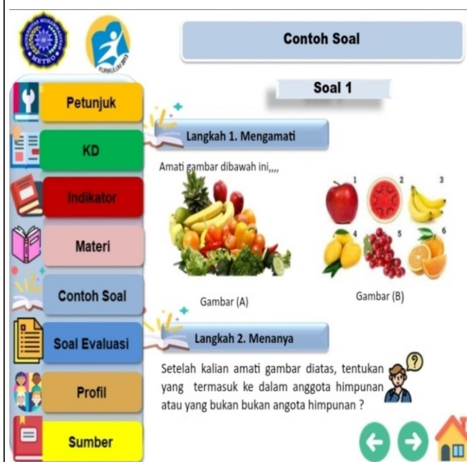 Contoh Soal
Soal 1
Petunjuk
KD
Indikator
Materi
Contoh Soal
Soal Evaluasi
Profil
Sumber
Langkah 1. Mengamati
Amati gambar dibawah ini,,,,
1 2 3
4 5 6
Gambar (A)
Gambar (B)
Langkah 2. Menanya
Setelah kalian amati gambar diatas, tentukan
yang termasuk ke dalam anggota himpunan
atau yang bukan bukan angota himpunan ?